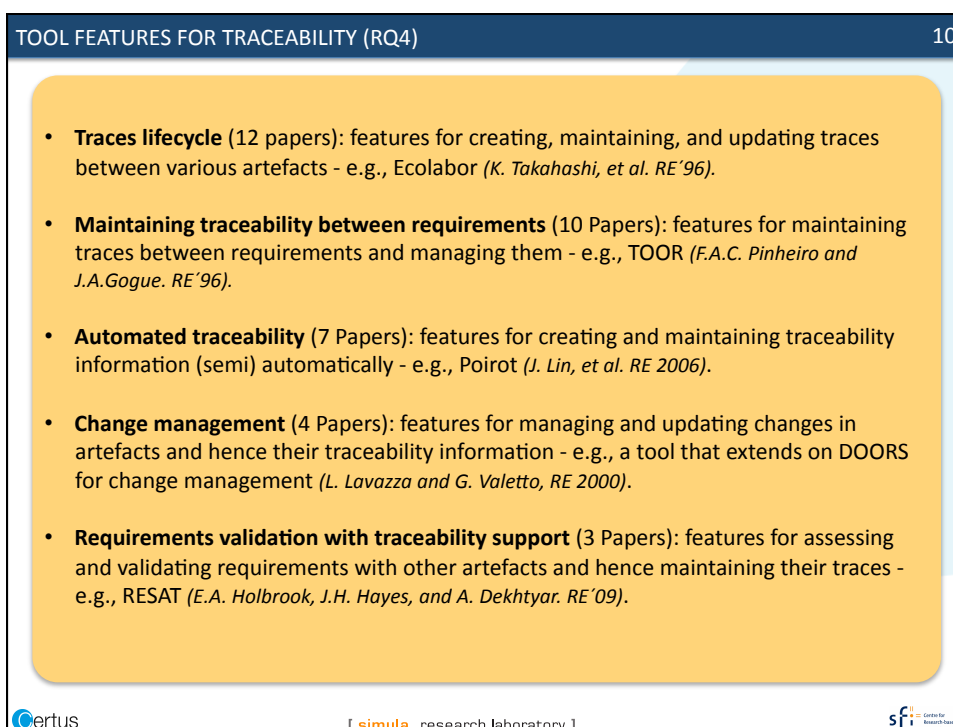 TOOL FEATURES FOR TRACEABILITY (RQ4) 10
• Traces lifecycle (12 papers): features for creating, maintaining, and updating traces
between various artefacts - e.g., Ecolabor (K. Takahashi, et al. RE´96).
• Maintaining traceability between requirements (10 Papers): features for maintaining
traces between requirements and managing them - e.g., TOOR (F.A.C. Pinheiro and
J.A.Gogue. RE´96).
• Automated traceability (7 Papers): features for creating and maintaining traceability
information (semi) automatically - e.g., Poirot (J. Lin, et al. RE 2006).
• Change management (4 Papers): features for managing and updating changes in
artefacts and hence their traceability information - e.g., a tool that extends on DOORS
for change management (L. Lavazza and G. Valetto, RE 2000).
• Requirements validation with traceability support (3 Papers): features for assessing
and validating requirements with other artefacts and hence maintaining their traces -
e.g., RESAT (E.A. Holbrook, J.H. Hayes, and A. Dekhtyar. RE´09).
Certus
[ simula . research laboratory ]
sfi Centre for
Research-based